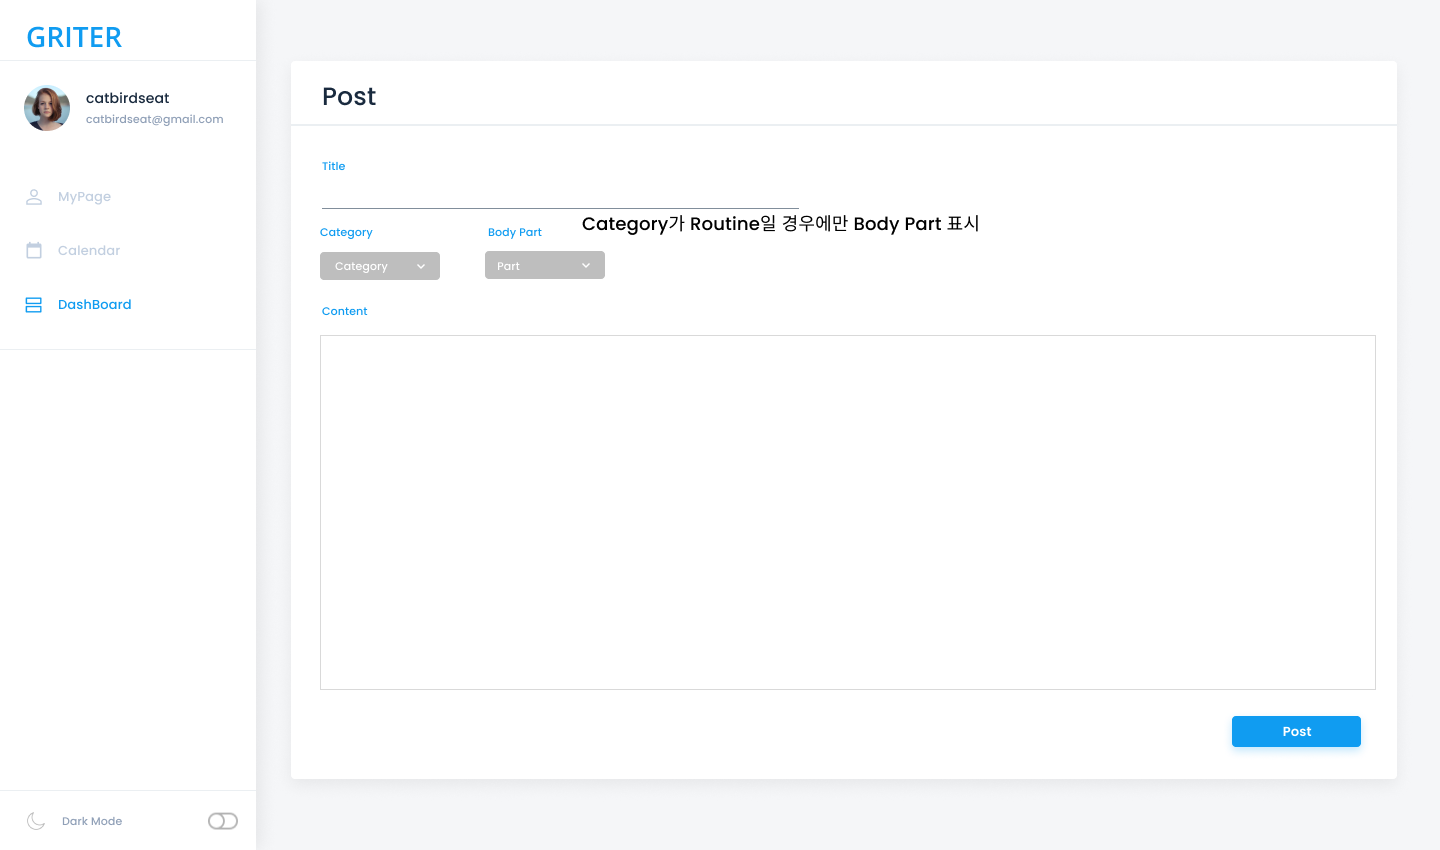 GRITER
catbirdseat
catbirdseat@gmail.com
MyPage
Calendar
DashBoard
Dark Mode
Post
Title
Category가 Routine일 경우에만 Body Part 표시
Category
Body Part
Category
Part
Content
Post